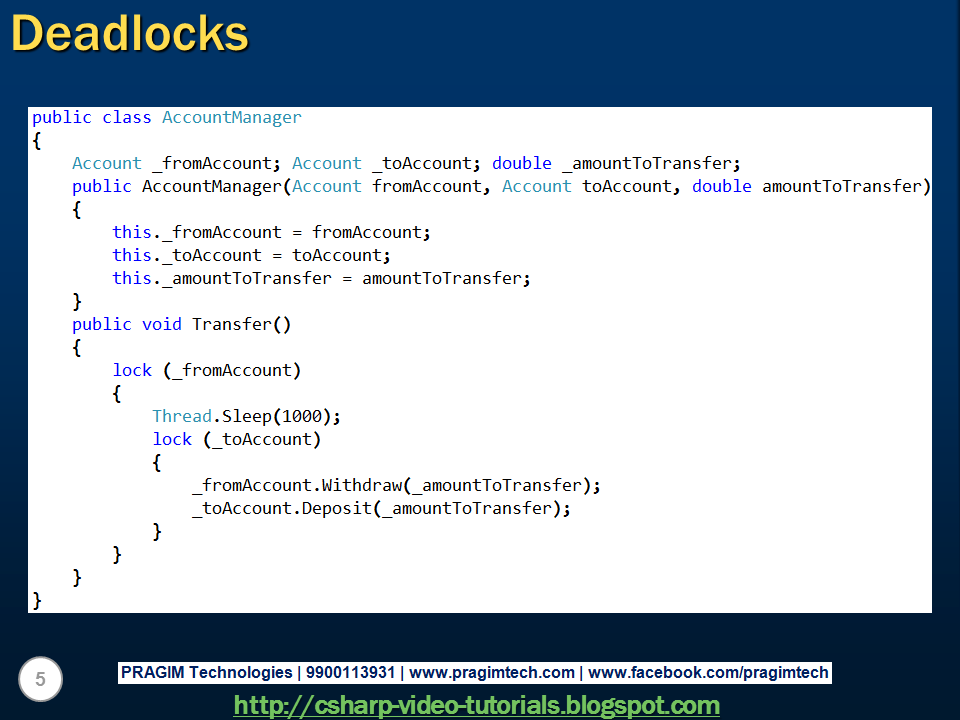 Deadlocks
public class AccountManager
{
    Account _fromAccount; Account _toAccount; double _amountToTransfer;
    public AccountManager(Account fromAccount, Account toAccount, double amountToTransfer)
    {
        this._fromAccount = fromAccount;
        this._toAccount = toAccount;
        this._amountToTransfer = amountToTransfer;
    }
    public void Transfer()
    {
        lock (_fromAccount)
        {
            Thread.Sleep(1000);
            lock (_toAccount)
            {
                _fromAccount.Withdraw(_amountToTransfer);
                _toAccount.Deposit(_amountToTransfer);
            }
        }
    }
}
5
PRAGIM Technologies | 9900113931 | www.pragimtech.com | www.facebook.com/pragimtech
http://csharp-video-tutorials.blogspot.com